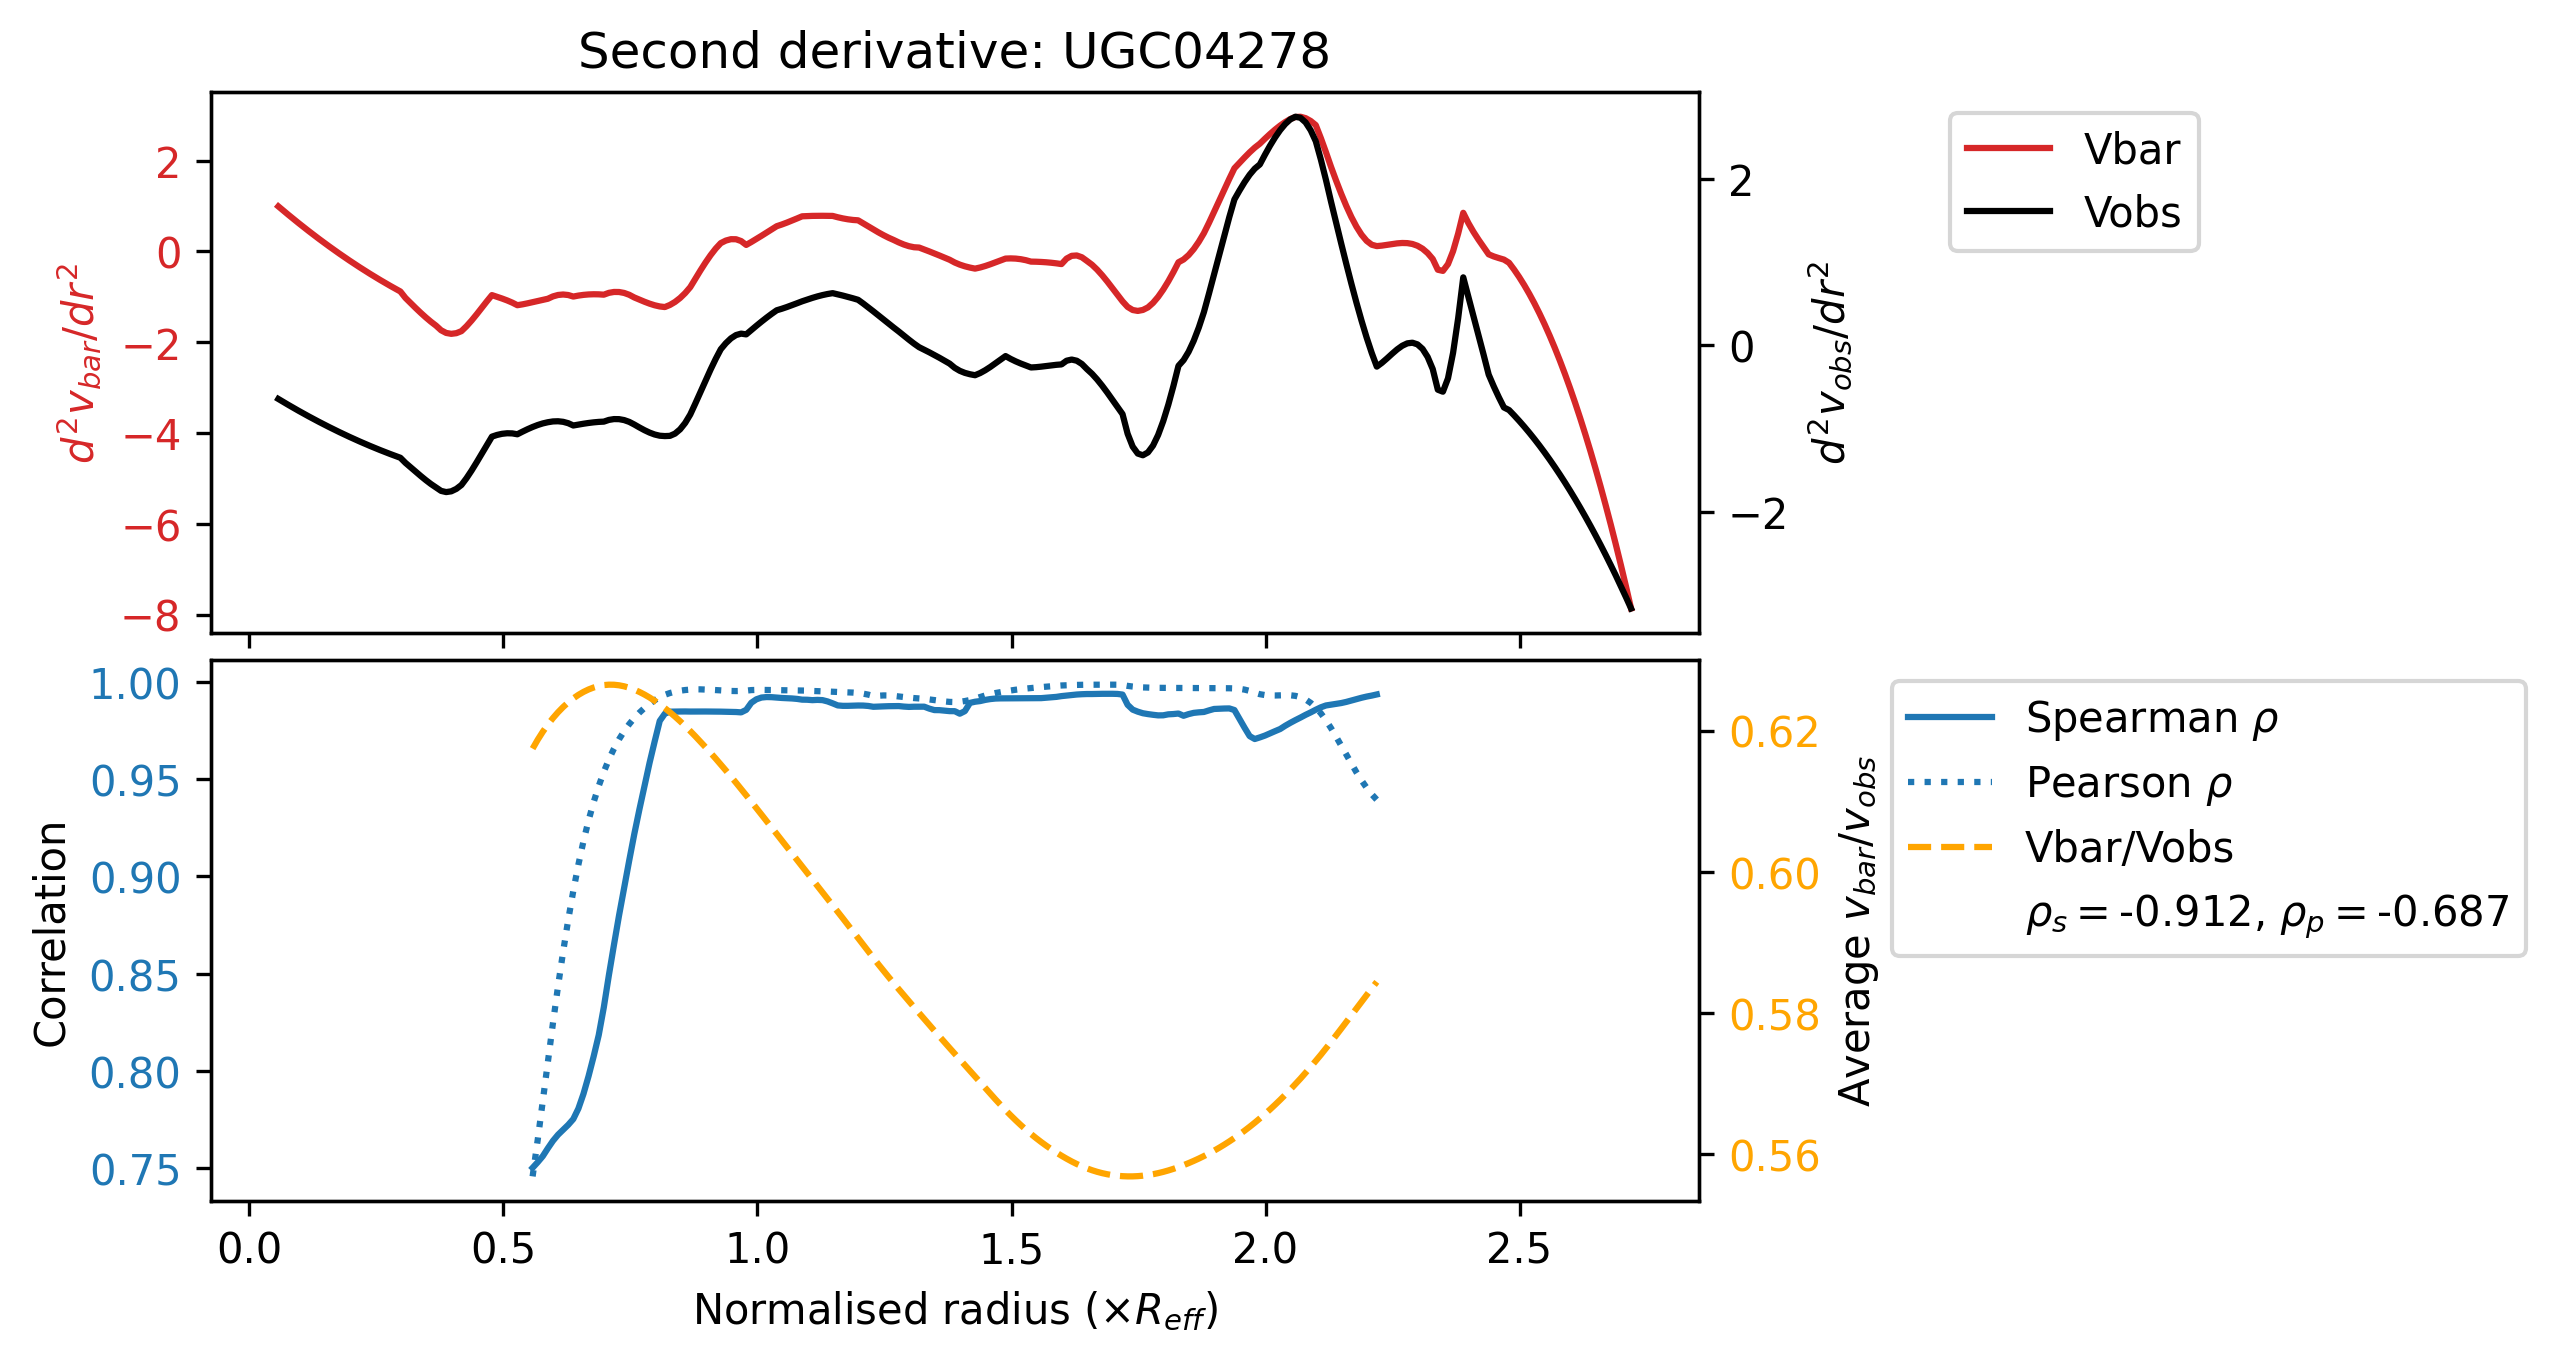 Second derivative: UGC04278
2
0
−2
−4
−6
−8
d²v_bar/dr²
2
0
−2
d²v_obs/dr²
Vbar
Vobs
1.00
0.95
0.90
0.85
0.80
0.75
Correlation
0.62
0.60
0.58
0.56
Average v_bar/v_obs
Spearman ρ
Pearson ρ
Vbar/Vobs
ρ_s = -0.912, ρ_p = -0.687
0.0 0.5 1.0 1.5 2.0 2.5
Normalised radius (×R_eff)